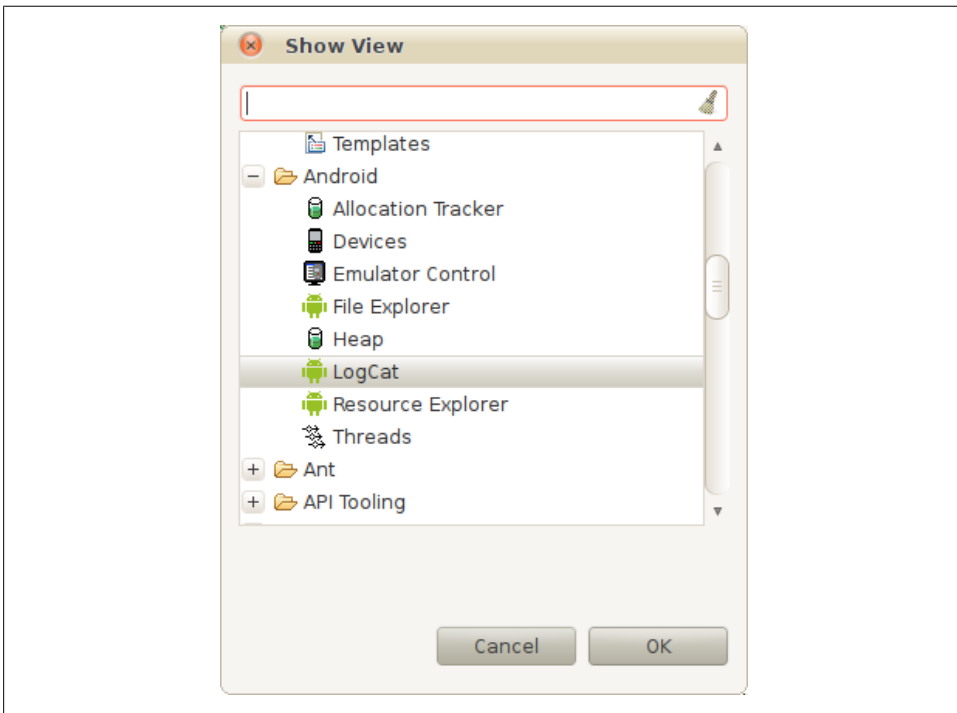 Show View
Templates
Android
Allocation Tracker
Devices
Emulator Control
File Explorer
Heap
LogCat
Resource Explorer
Threads
Ant
API Tooling
Cancel OK